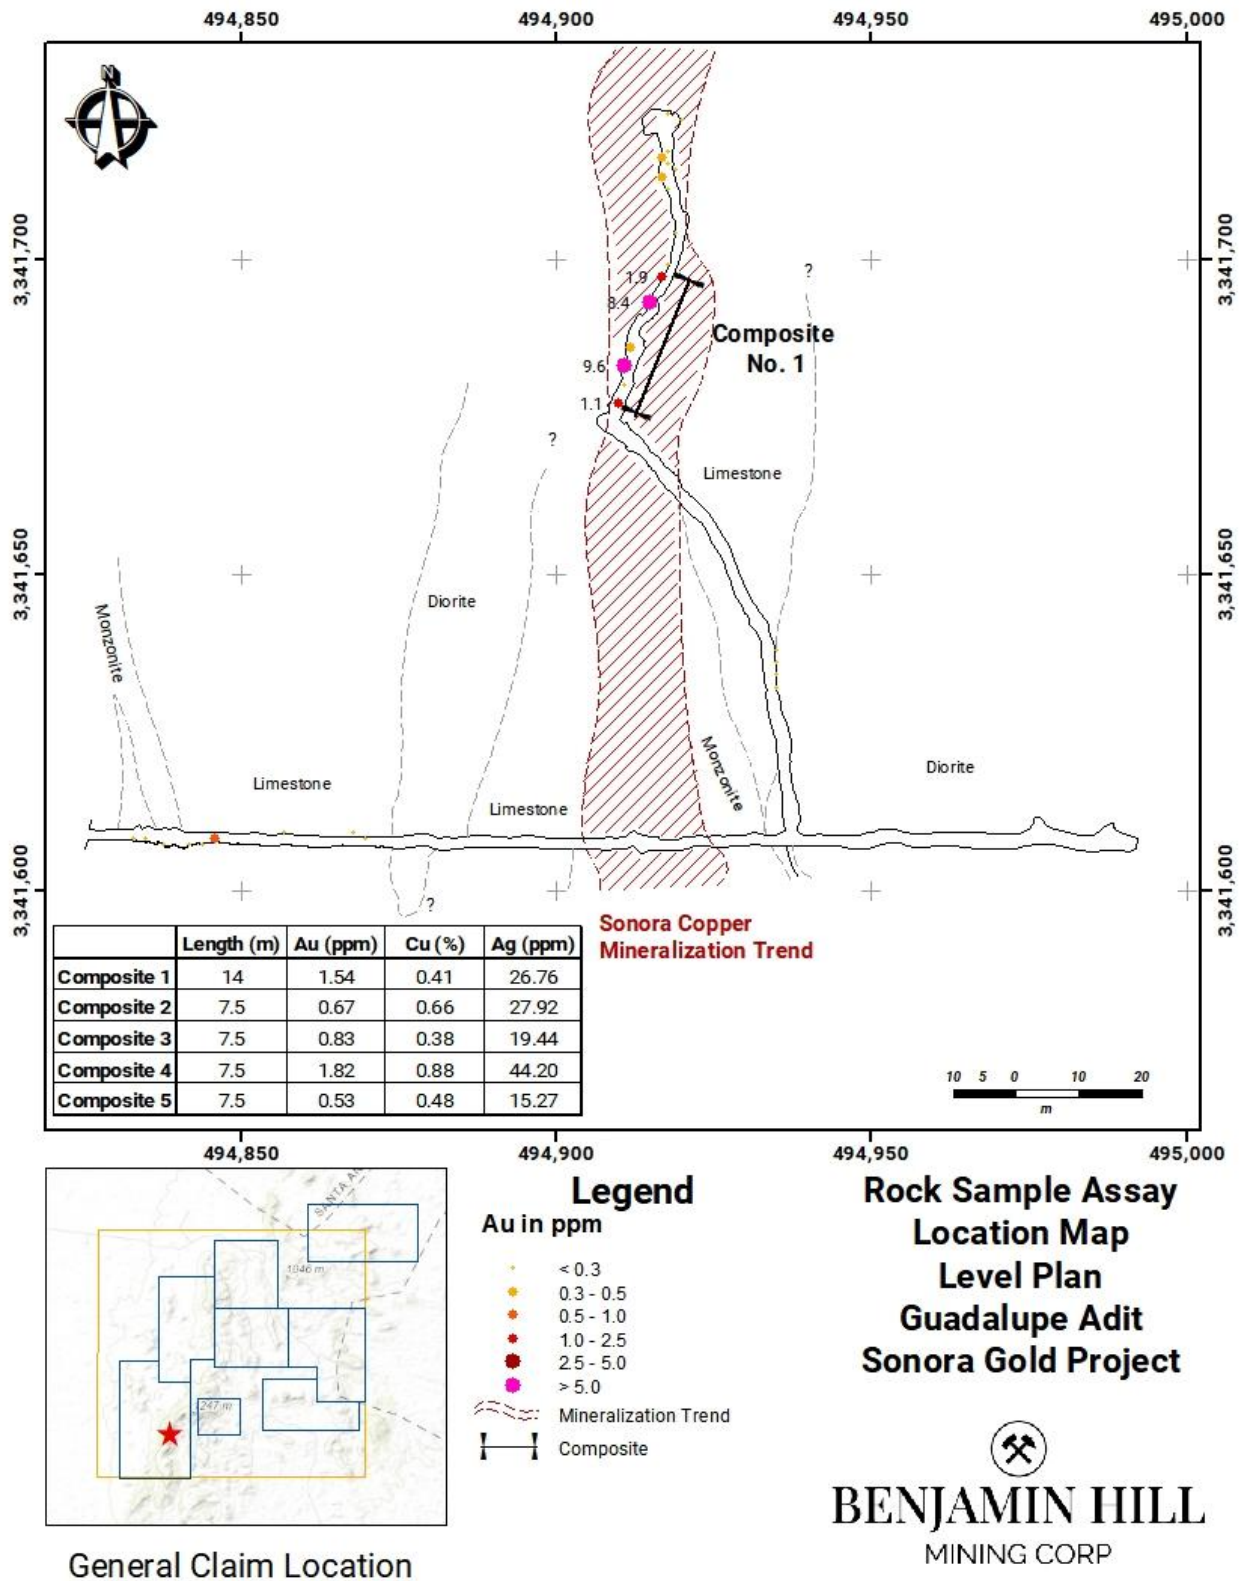 494,850 494,900 494,950 495,000
N
3,341,700 3,341,700
?
1.9
8.4
Composite
No. 1
9.6
1.1
?
Limestone
3,341,650 3,341,650
Diorite
Monzonite
Monzonite
Diorite
Limestone
Limestone
3,341,600 3,341,600
?
Sonora Copper
Mineralization Trend
Length (m) Au (ppm) Cu (%) Ag (ppm)
Composite 1 14 1.54 0.41 26.76
Composite 2 7.5 0.67 0.66 27.92
Composite 3 7.5 0.83 0.38 19.44
Composite 4 7.5 1.82 0.88 44.20
Composite 5 7.5 0.53 0.48 15.27
10 5 0 10 20
m
494,850 494,900 494,950 495,000
SANTA
1046 m
247 m
General Claim Location
Legend
Au in ppm
< 0.3
0.3 - 0.5
0.5 - 1.0
1.0 - 2.5
2.5 - 5.0
> 5.0
Mineralization Trend
Composite
Rock Sample Assay
Location Map
Level Plan
Guadalupe Adit
Sonora Gold Project
BENJAMIN HILL
MINING CORP